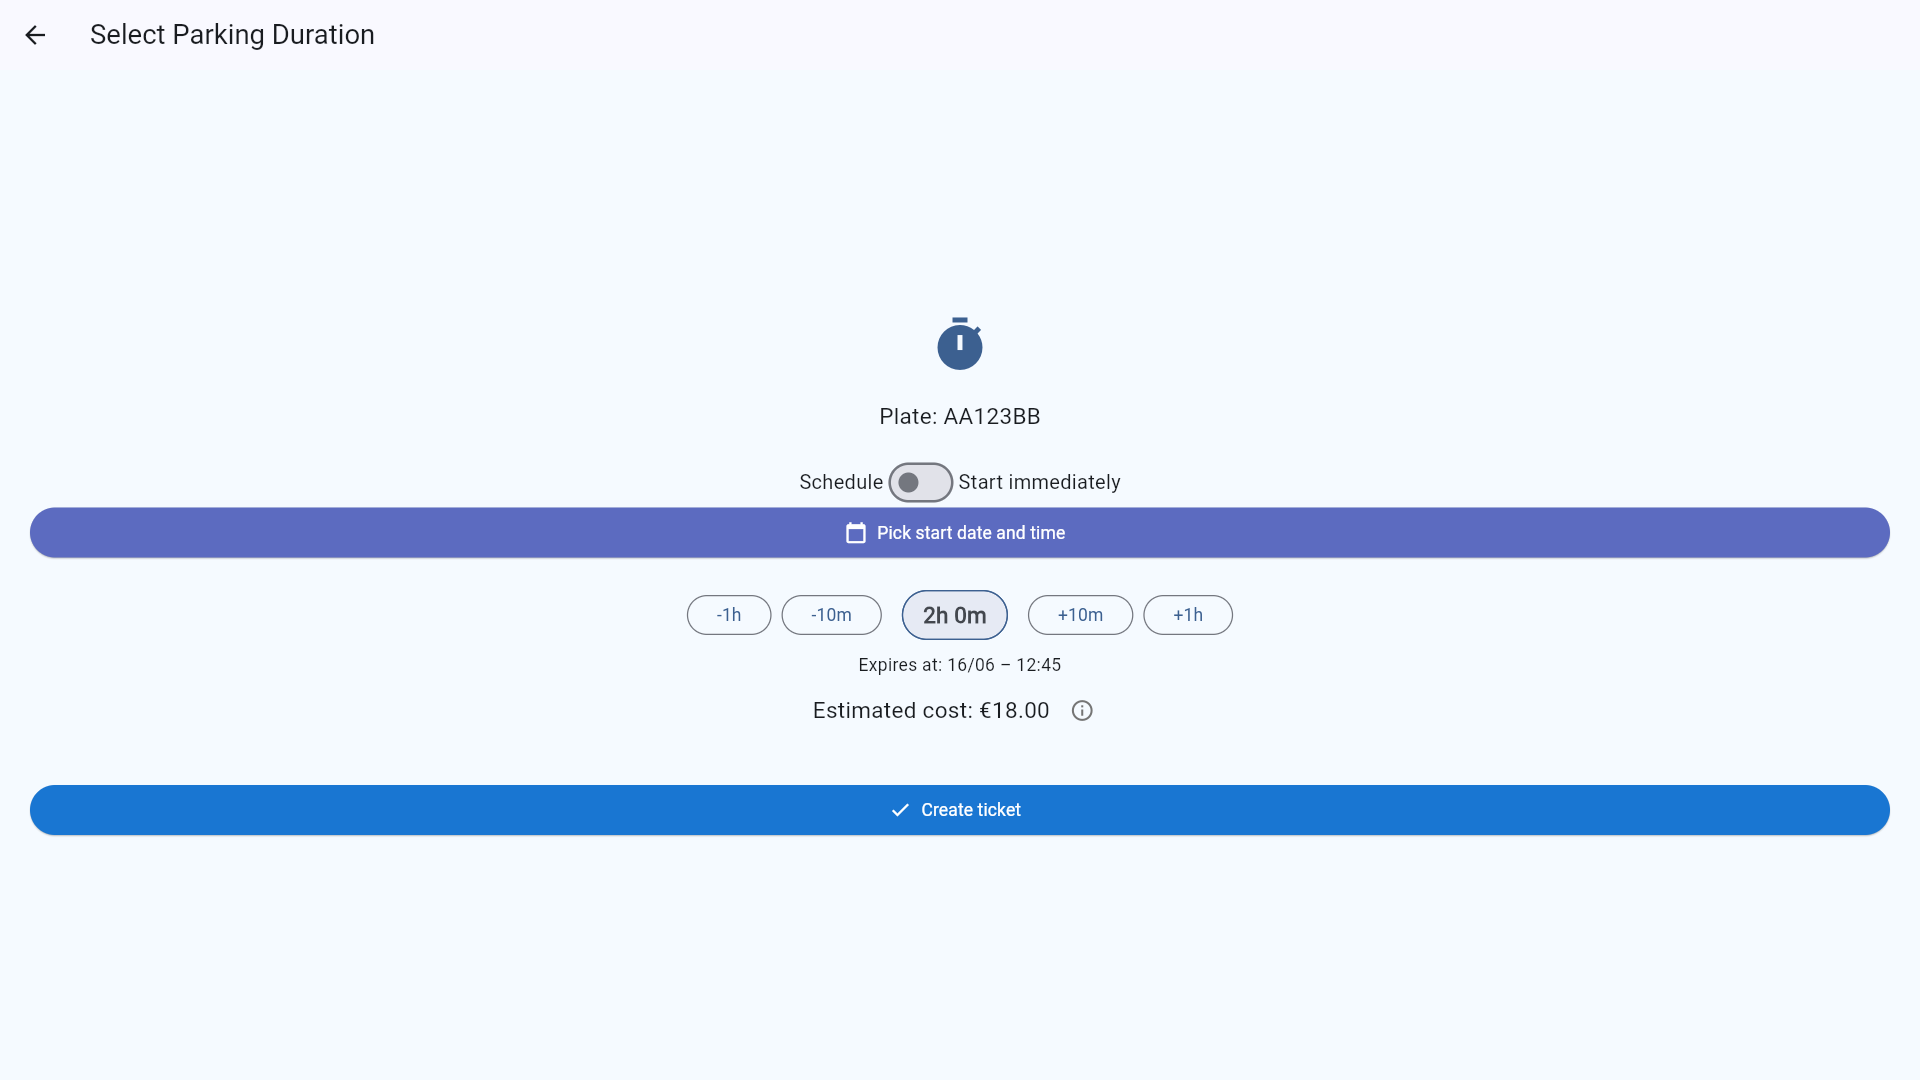 Select Parking Duration
Plate: AA123BB
Schedule Start immediately
Pick start date and time
-1h -10m 2h 0m +10m +1h
Expires at: 16/06 – 12:45
Estimated cost: €18.00
Create ticket